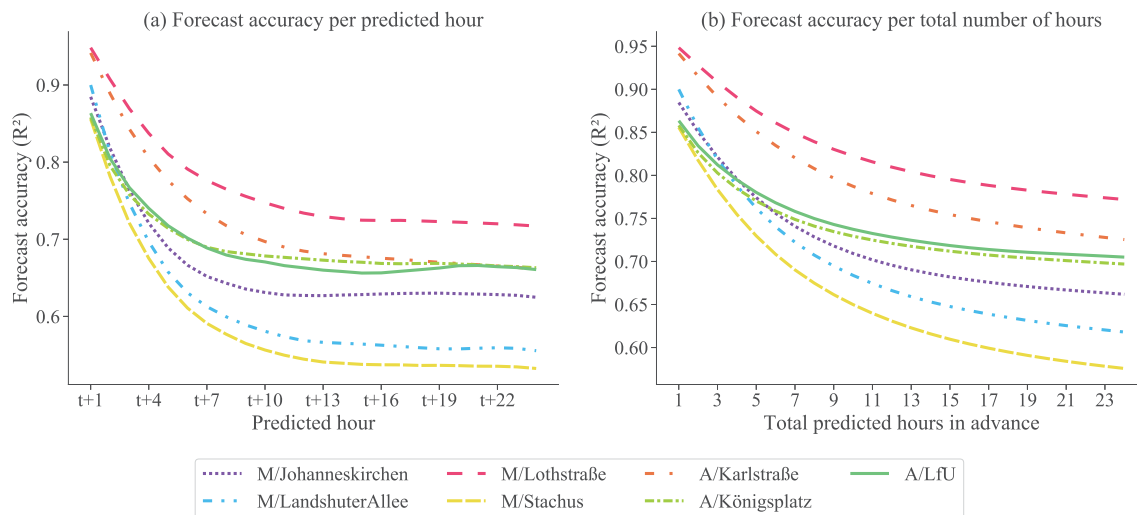 (a) Forecast accuracy per predicted hour
Forecast accuracy (R²)
0.9
0.8
0.7
0.6
t+1 t+4 t+7 t+10 t+13 t+16 t+19 t+22
Predicted hour
(b) Forecast accuracy per total number of hours
Forecast accuracy (R²)
0.95
0.90
0.85
0.80
0.75
0.70
0.65
0.60
1 3 5 7 9 11 13 15 17 19 21 23
Total predicted hours in advance
M/Johanneskirchen M/Lothstraße A/Karlstraße A/LfU
M/LandshuterAllee M/Stachus A/Königsplatz